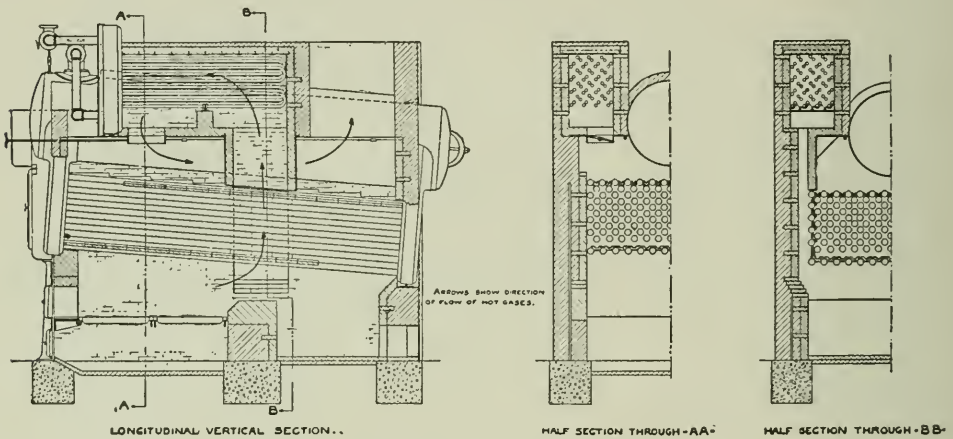 A
B
ARROWS SHOW DIRECTION
OF FLOW OF HOT GASES.
A
B
LONGITUDINAL VERTICAL SECTION..
HALF SECTION THROUGH-AA-
HALF SECTION THROUGH-BB-